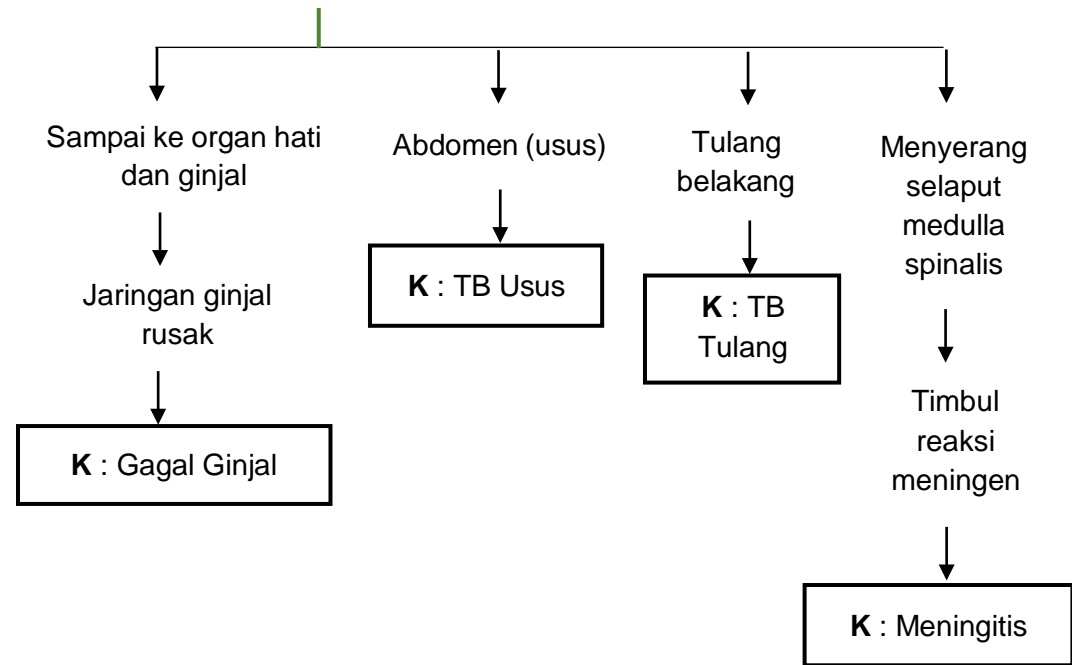 Sampai ke organ hati
dan ginjal
Jaringan ginjal
rusak
K : Gagal Ginjal
Abdomen (usus)
K : TB Usus
Tulang
belakang
K : TB
Tulang
Menyerang
selaput
medulla
spinalis
Timbul
reaksi
meningen
K : Meningitis